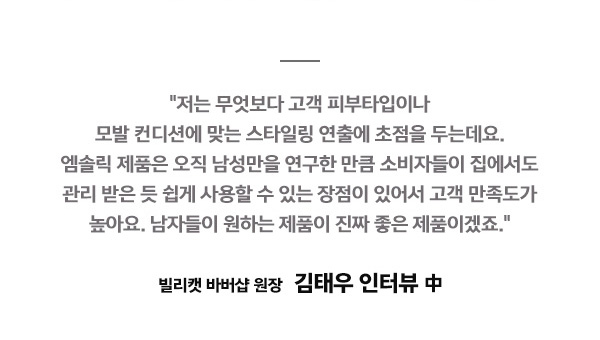 "저는 무엇보다 고객 피부타입이나
모발 컨디션에 맞는 스타일링 연출에 초점을 두는데요.
엠솔릭 제품은 오직 남성만을 연구한 만큼 소비자들이 집에서도
관리 받은 듯 쉽게 사용할 수 있는 장점이 있어서 고객 만족도가
높아요. 남자들이 원하는 제품이 진짜 좋은 제품이겠죠."
빌리캣 바버샵 원장 김태우 인터뷰 中